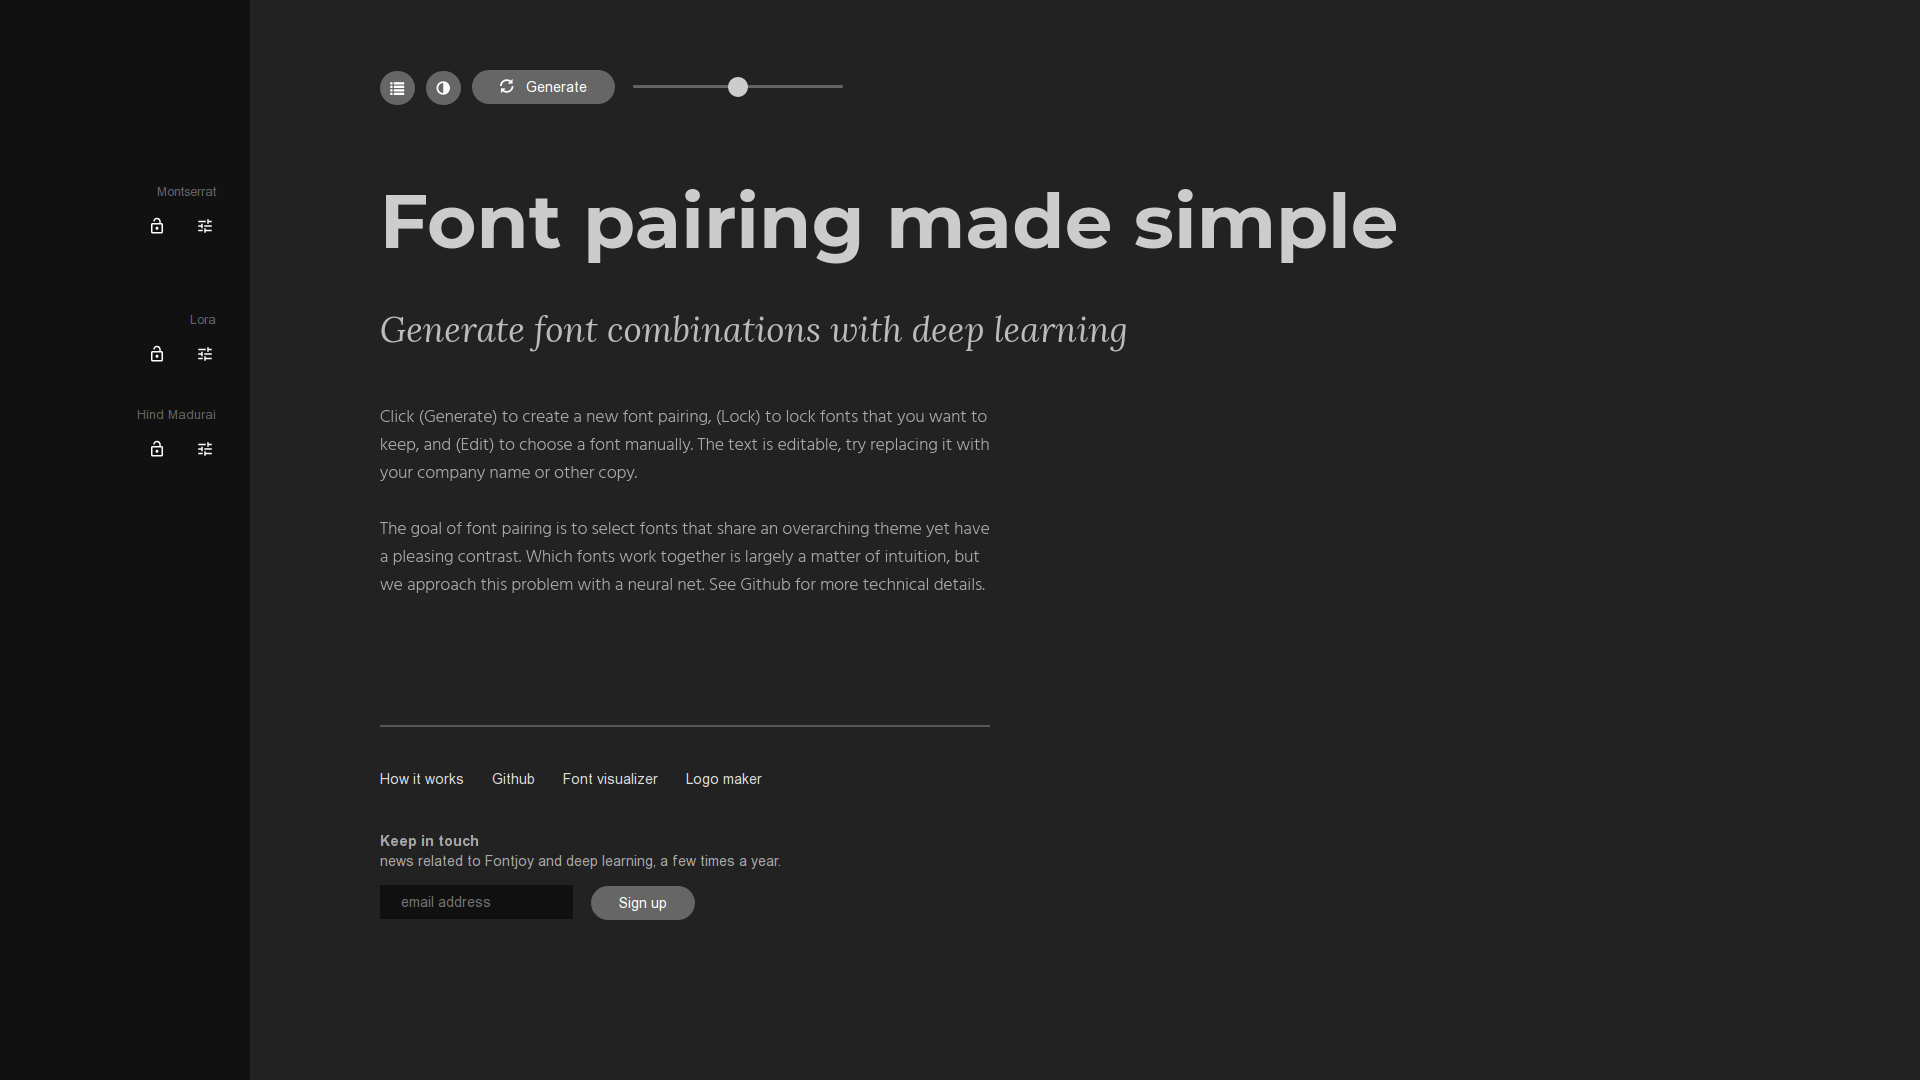 Generate
Montserrat
Font pairing made simple
Lora
Generate font combinations with deep learning
Hind Madurai
Click (Generate) to create a new font pairing, (Lock) to lock fonts that you want to
keep, and (Edit) to choose a font manually. The text is editable, try replacing it with
your company name or other copy.
The goal of font pairing is to select fonts that share an overarching theme yet have
a pleasing contrast. Which fonts work together is largely a matter of intuition, but
we approach this problem with a neural net. See Github for more technical details.
How it works Github Font visualizer Logo maker
Keep in touch
news related to Fontjoy and deep learning, a few times a year.
email address Sign up